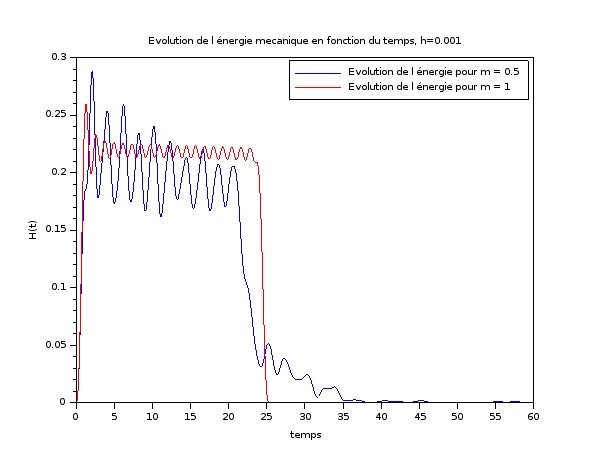 Evolution de l énergie mecanique en fonction du temps, h=0.001
0.3
Evolution de l énergie pour m = 0.5
Evolution de l énergie pour m = 1
0.25
0.2
H(t)
0.15
0.1
0.05
0
0 5 10 15 20 25 30 35 40 45 50 55 60
temps